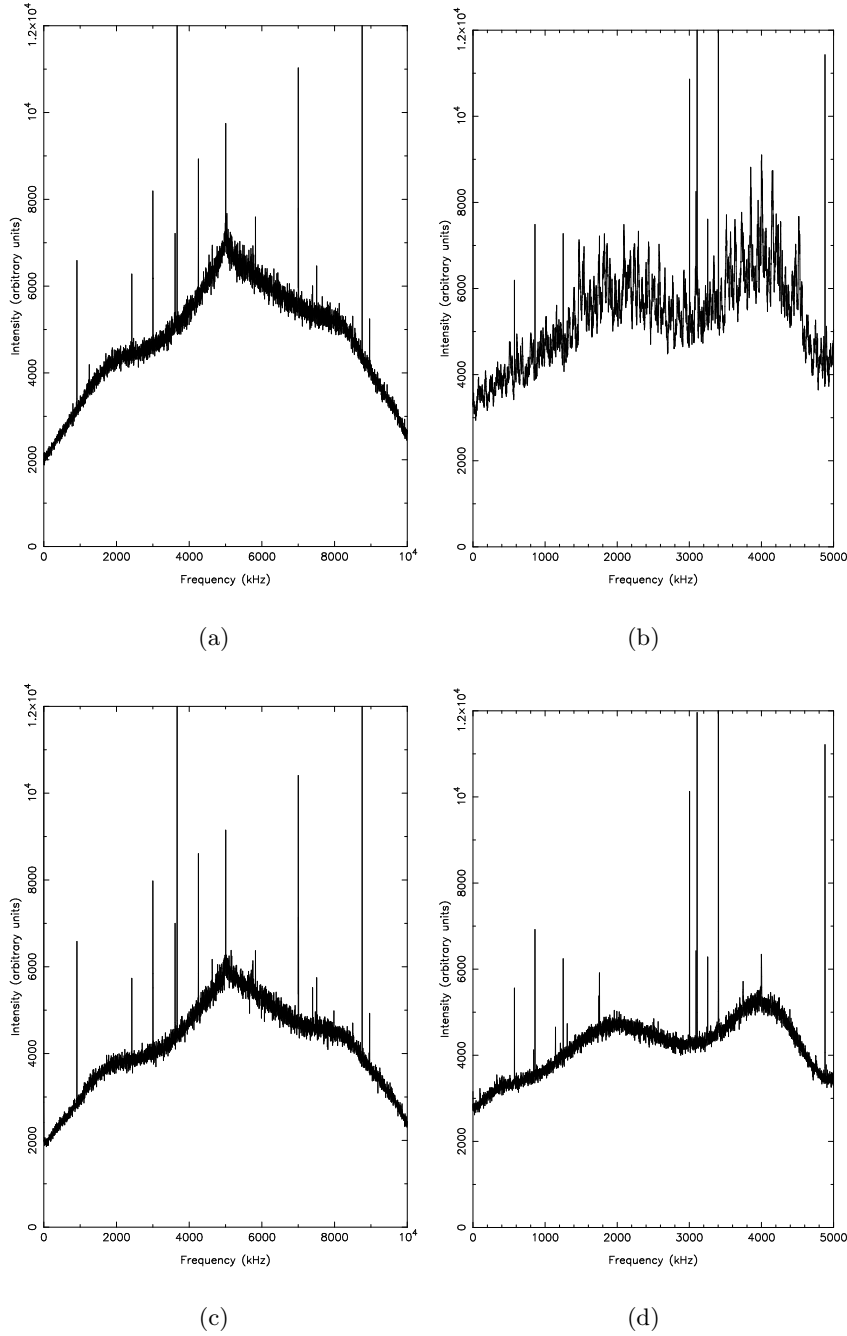 1.2×10⁴
10⁴
8000
6000
4000
2000
0
Intensity (arbitrary units)
0 2000 4000 6000 8000 10⁴
Frequency (kHz)
(a)
1.2×10⁴
10⁴
8000
6000
4000
2000
0
Intensity (arbitrary units)
0 1000 2000 3000 4000 5000
Frequency (kHz)
(b)
1.2×10⁴
10⁴
8000
6000
4000
2000
0
Intensity (arbitrary units)
0 2000 4000 6000 8000 10⁴
Frequency (kHz)
(c)
1.2×10⁴
10⁴
8000
6000
4000
2000
0
Intensity (arbitrary units)
0 1000 2000 3000 4000 5000
Frequency (kHz)
(d)